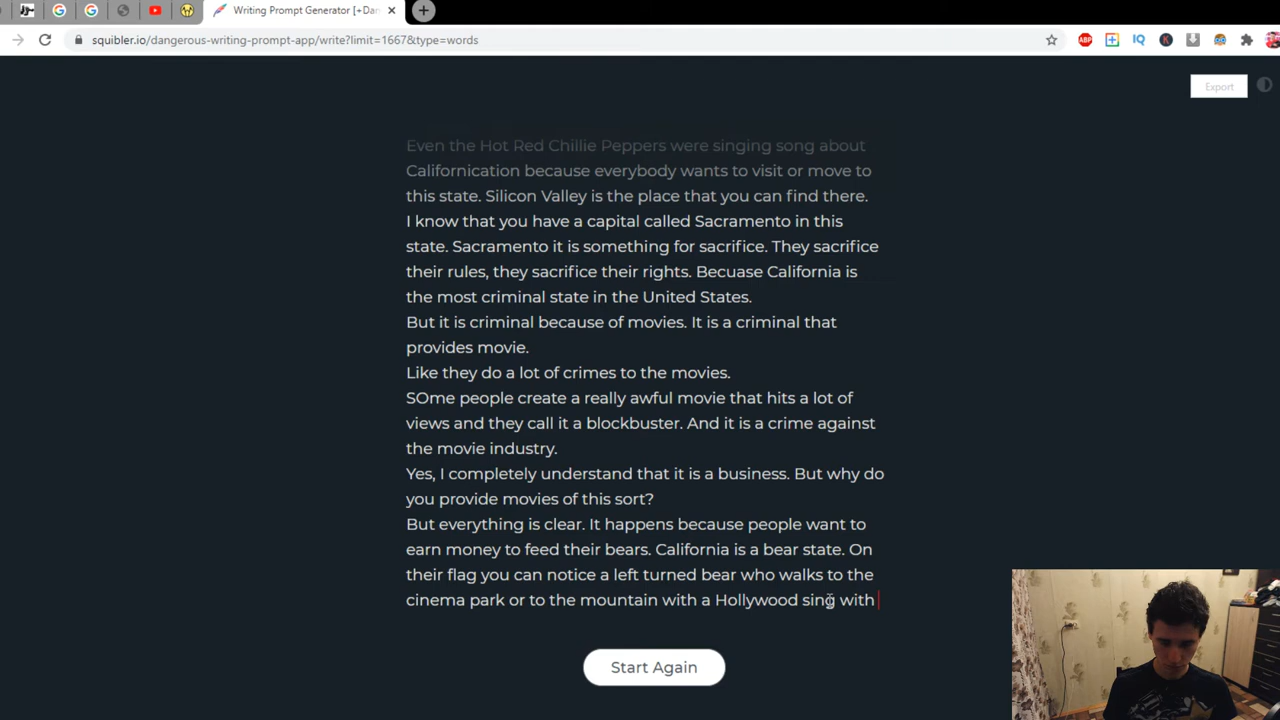 Writing Prompt Generator [+Dan
squibler.io/dangerous-writing-prompt-app/write?limit=1667&type=words
ABP
IQ
K
Export
Even the Hot Red Chillie Peppers were singing song about
Californication because everybody wants to visit or move to
this state. Silicon Valley is the place that you can find there.
I know that you have a capital called Sacramento in this
state. Sacramento it is something for sacrifice. They sacrifice
their rules, they sacrifice their rights. Becuase California is
the most criminal state in the United States.
But it is criminal because of movies. It is a criminal that
provides movie.
Like they do a lot of crimes to the movies.
SOme people create a really awful movie that hits a lot of
views and they call it a blockbuster. And it is a crime against
the movie industry.
Yes, I completely understand that it is a business. But why do
you provide movies of this sort?
But everything is clear. It happens because people want to
earn money to feed their bears. California is a bear state. On
their flag you can notice a left turned bear who walks to the
cinema park or to the mountain with a Hollywood sing with
Start Again